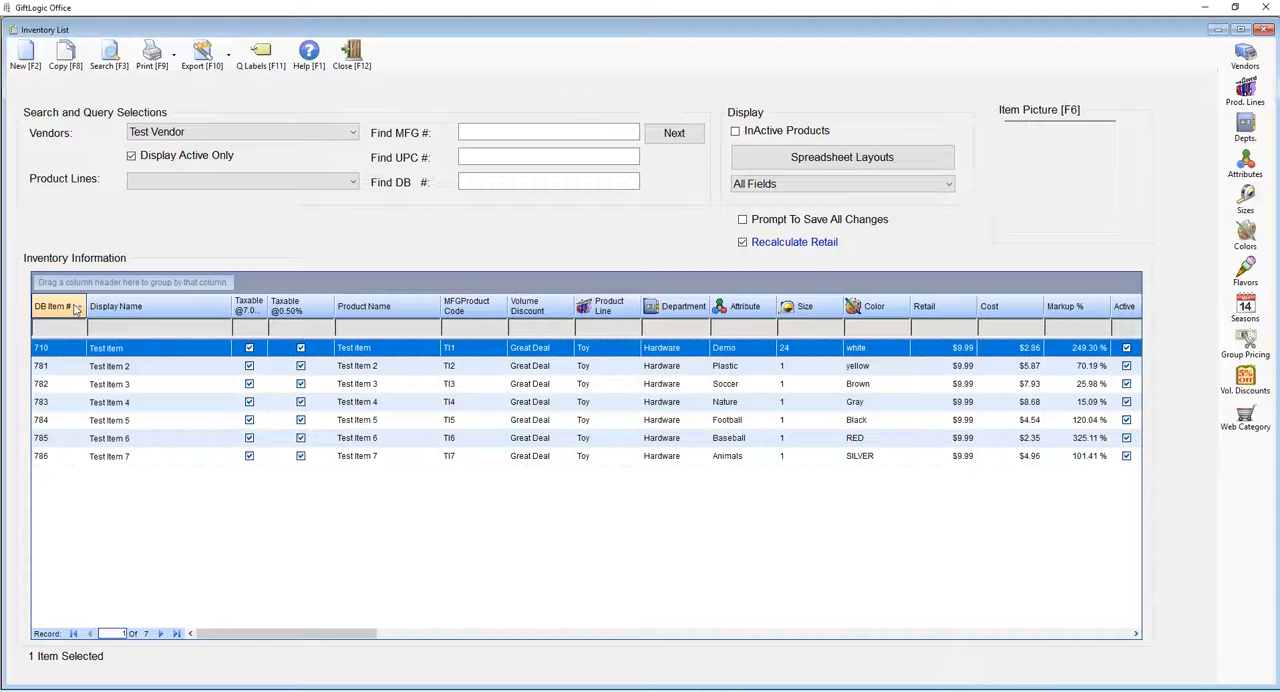 GiftLogic Office
Inventory List
New [F2] Copy [F8] Search [F3] Print [F9] Export [F10] Q Labels [F11] Help [F1] Close [F12]
Vendors
Prod. Lines
Depts.
Attributes
Sizes
Colors
Flavors
14
Seasons
Group Pricing
5% OFF
Vol. Discounts
Web Category
Search and Query Selections
Vendors: Test Vendor
Display Active Only
Product Lines:
Find MFG #: Next
Find UPC #:
Find DB #:
Display
InActive Products
Spreadsheet Layouts
All Fields
Prompt To Save All Changes
Recalculate Retail
Item Picture [F6]
Inventory Information
Drag a column header here to group by that column.
DB Item # Display Name Taxable @7.0... Taxable @0.50% Product Name MFGProduct Code Volume Discount Product Line Department Attribute Size Color Retail Cost Markup % Active
710 Test item Test item TI1 Great Deal Toy Hardware Demo 24 white $9.99 $2.86 249.30 %
781 Test Item 2 Test Item 2 TI2 Great Deal Toy Hardware Plastic 1 yellow $9.99 $5.87 70.19 %
782 Test Item 3 Test Item 3 TI3 Great Deal Toy Hardware Soccer 1 Brown $9.99 $7.93 25.98 %
783 Test Item 4 Test Item 4 TI4 Great Deal Toy Hardware Nature 1 Gray $9.99 $8.68 15.09 %
784 Test Item 5 Test Item 5 TI5 Great Deal Toy Hardware Football 1 Black $9.99 $4.54 120.04 %
785 Test Item 6 Test Item 6 TI6 Great Deal Toy Hardware Baseball 1 RED $9.99 $2.35 325.11 %
786 Test Item 7 Test Item 7 TI7 Great Deal Toy Hardware Animals 1 SILVER $9.99 $4.96 101.41 %
Record: 1 Of 7
1 Item Selected